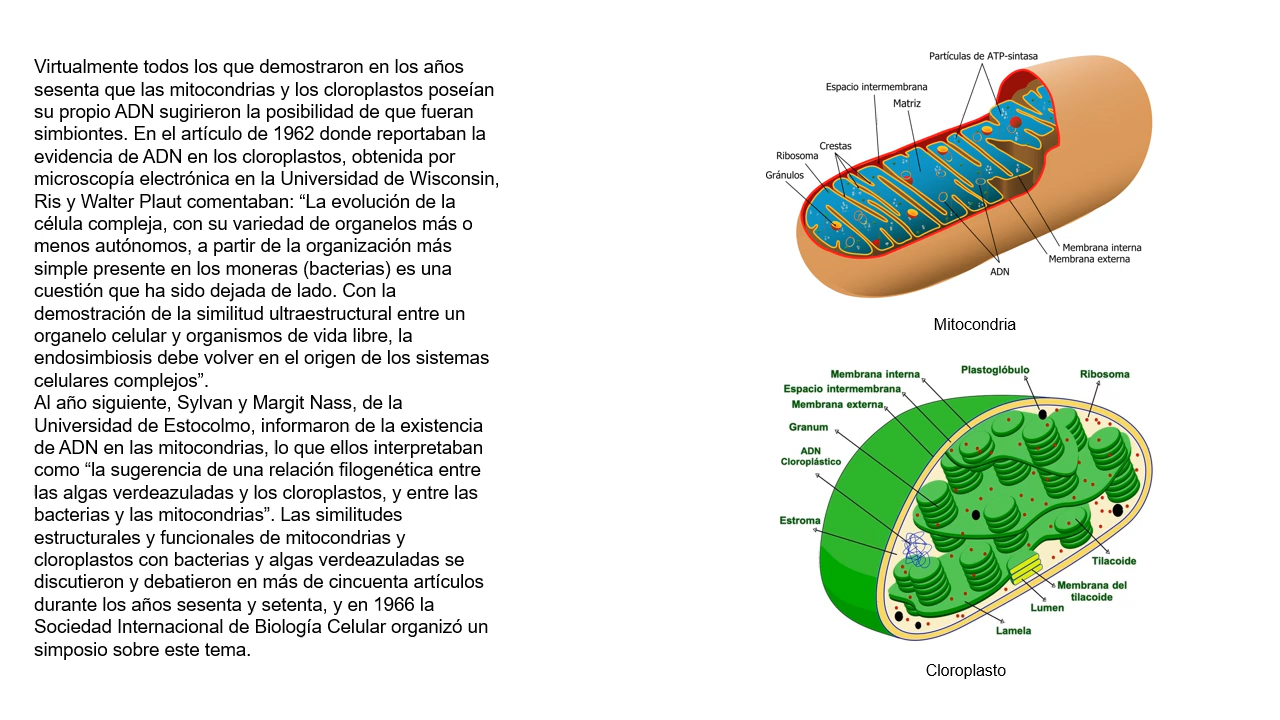 Virtualmente todos los que demostraron en los años
sesenta que las mitocondrias y los cloroplastos poseían
su propio ADN sugirieron la posibilidad de que fueran
simbiontes. En el artículo de 1962 donde reportaban la
evidencia de ADN en los cloroplastos, obtenida por
microscopía electrónica en la Universidad de Wisconsin,
Ris y Walter Plaut comentaban: “La evolución de la
célula compleja, con su variedad de organelos más o
menos autónomos, a partir de la organización más
simple presente en los moneras (bacterias) es una
cuestión que ha sido dejada de lado. Con la
demostración de la similitud ultraestructural entre un
organelo celular y organismos de vida libre, la
endosimbiosis debe volver en el origen de los sistemas
celulares complejos”.
Al año siguiente, Sylvan y Margit Nass, de la
Universidad de Estocolmo, informaron de la existencia
de ADN en las mitocondrias, lo que ellos interpretaban
como “la sugerencia de una relación filogenética entre
las algas verdeazuladas y los cloroplastos, y entre las
bacterias y las mitocondrias”. Las similitudes
estructurales y funcionales de mitocondrias y
cloroplastos con bacterias y algas verdeazuladas se
discutieron y debatieron en más de cincuenta artículos
durante los años sesenta y setenta, y en 1966 la
Sociedad Internacional de Biología Celular organizó un
simposio sobre este tema.
Partículas de ATP-sintasa
Espacio intermembrana
Matriz
Crestas
Ribosoma
Gránulos
Membrana interna
Membrana externa
ADN
Mitocondria
Plastoglóbulo
Membrana interna
Ribosoma
Espacio intermembrana
Membrana externa
Granum
ADN
Cloroplástico
Estroma
Tilacoide
Membrana del
tilacoide
Lumen
Lamela
Cloroplasto